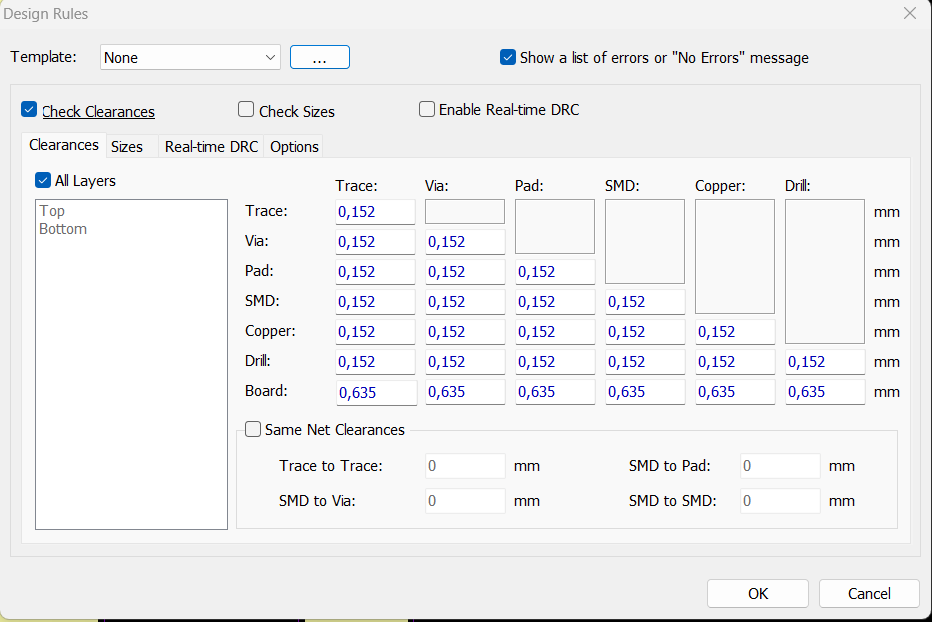 Design Rules
Template: None ... Show a list of errors or "No Errors" message
Check Clearances Check Sizes Enable Real-time DRC
Clearances Sizes Real-time DRC Options
All Layers
Top
Bottom
Trace: Via: Pad: SMD: Copper: Drill:
Trace: 0,152 mm
Via: 0,152 0,152 mm
Pad: 0,152 0,152 0,152 mm
SMD: 0,152 0,152 0,152 0,152 mm
Copper: 0,152 0,152 0,152 0,152 0,152 mm
Drill: 0,152 0,152 0,152 0,152 0,152 0,152 mm
Board: 0,635 0,635 0,635 0,635 0,635 0,635 mm
Same Net Clearances
Trace to Trace: 0 mm SMD to Pad: 0 mm
SMD to Via: 0 mm SMD to SMD: 0 mm
OK Cancel